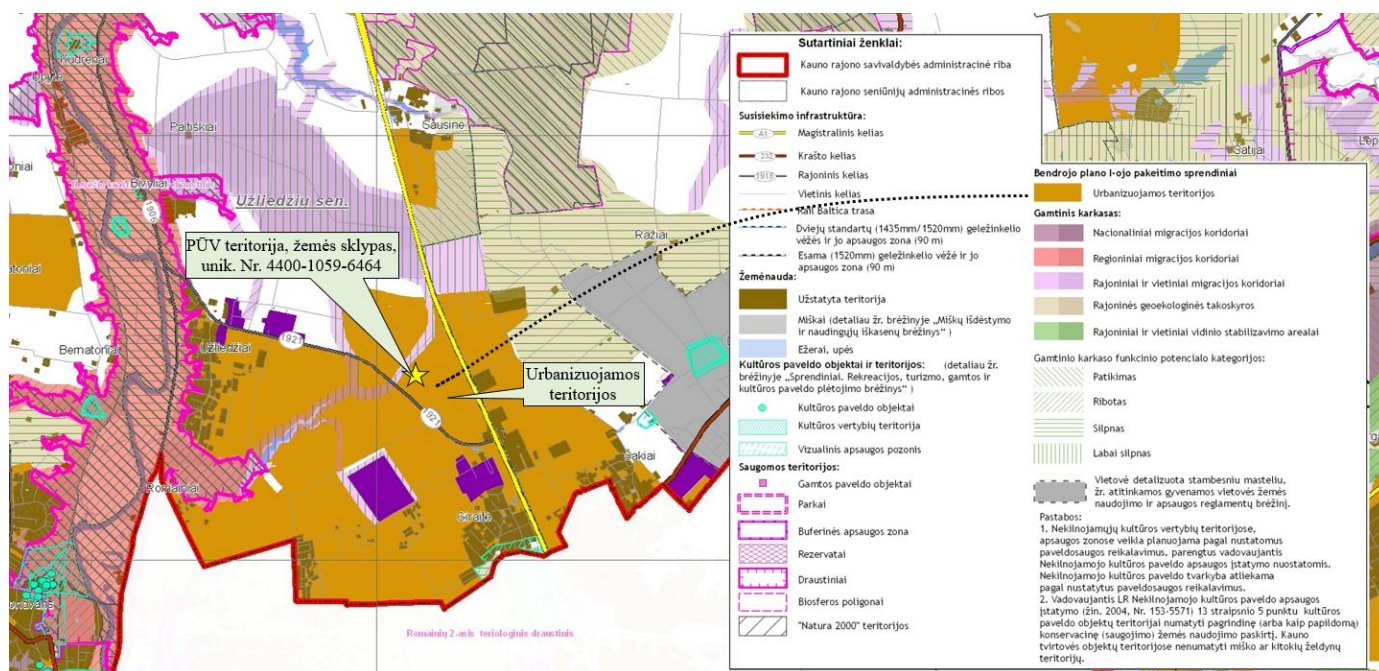 Kudrėnai
Paltiškiai
Sausinė
Bivyliai
1906
Užliedžių sen.
PŪV teritorija, žemės sklypas,
unik. Nr. 4400-1059-6464
Ražiai
Bernatoniai
Užliedžiai
1921
Urbanizuojamos
teritorijos
1921
Romainiai
Giraitė
Sakiai
Romainių 2-asis teriologinis draustinis
Sutartiniai ženklai:
Kauno rajono savivaldybės administracinė riba
Kauno rajono seniūnijų administracinės ribos
Susisiekimo infrastruktūra:
A1 Magistralinis kelias
232 Krašto kelias
1918 Rajoninis kelias
Vietinis kelias
Rail Baltica trasa
Dviejų standartų (1435mm/1520mm) geležinkelio
vėžės ir jo apsaugos zona (90 m)
Esama (1520mm) geležinkelio vėžė ir jo
apsaugos zona (90 m)
Žemėnauda:
Užstatyta teritorija
Miškai (detaliau žr. brėžinyje „Miškų išdėstymo
ir naudingųjų iškasenų brėžinys“)
Ežerai, upės
Kultūros paveldo objektai ir teritorijos: (detaliau žr.
brėžinyje „Sprendiniai. Rekreacijos, turizmo, gamtos ir
kultūros paveldo plėtojimo brėžinys“ )
Kultūros paveldo objektai
Kultūros vertybių teritorija
Vizualinis apsaugos pozonis
Saugomos teritorijos:
Gamtos paveldo objektai
Parkai
Buferinės apsaugos zona
Rezervatai
Draustiniai
Biosferos poligonai
"Natura 2000" teritorijos
Satijai
Bendrojo plano I-ojo pakeitimo sprendiniai
Urbanizuojamos teritorijos
Gamtinis karkasas:
Nacionaliniai migracijos koridoriai
Regioniniai migracijos koridoriai
Rajoniniai ir vietiniai migracijos koridoriai
Rajoninės geoekologinės takoskyros
Rajoniniai ir vietiniai vidinio stabilizavimo arealai
Gamtinio karkaso funkcinio potencialo kategorijos:
Patikimas
Ribotas
Silpnas
Labai silpnas
Vietovė detalizuota stambesniu masteliu,
žr. atitinkamos gyvenamos vietovės žemės
naudojimo ir apsaugos reglamentų brėžinį.
Pastabos:
1. Nekilnojamųjų kultūros vertybių teritorijose,
apsaugos zonose veikla planuojama pagal nustatomus
paveldosaugos reikalavimus, parengtus vadovaujantis
Nekilnojamojo kultūros paveldo apsaugos įstatymo nuostatomis.
Nekilnojamojo kultūros paveldo tvarkyba atliekama
pagal nustatytus paveldosaugos reikalavimus.
2. Vadovaujantis LR Nekilnojamojo kultūros paveldo apsaugos
įstatymo (žin. 2004, Nr. 153-5571) 13 straipsnio 5 punktu kultūros
paveldo objektų teritorijai numatyti pagrindinę (arba kaip papildomą)
konservacinę (saugojimo) žemės naudojimo paskirtį. Kauno
tvirtovės objektų teritorijose nenumatyti miško ar kitokių želdynų
teritorijų.